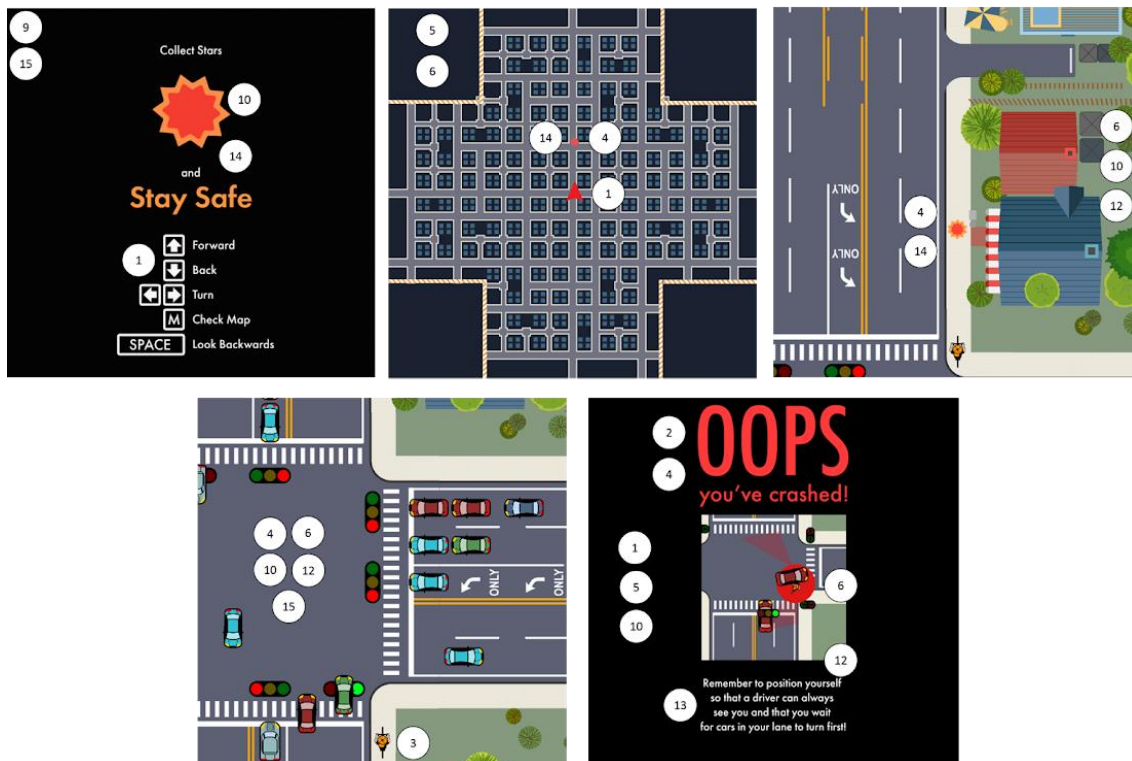 9
15
Collect Stars
10
14
and
Stay Safe
1
Forward
Back
Turn
M Check Map
SPACE Look Backwards
5
6
14
4
1
ONLY
ONLY
4
14
6
10
12
4
6
10
12
15
ONLY
ONLY
3
2
4
OOPS
you've crashed!
1
5
10
6
12
13
Remember to position yourself
so that a driver can always
see you and that you wait
for cars in your lane to turn first!